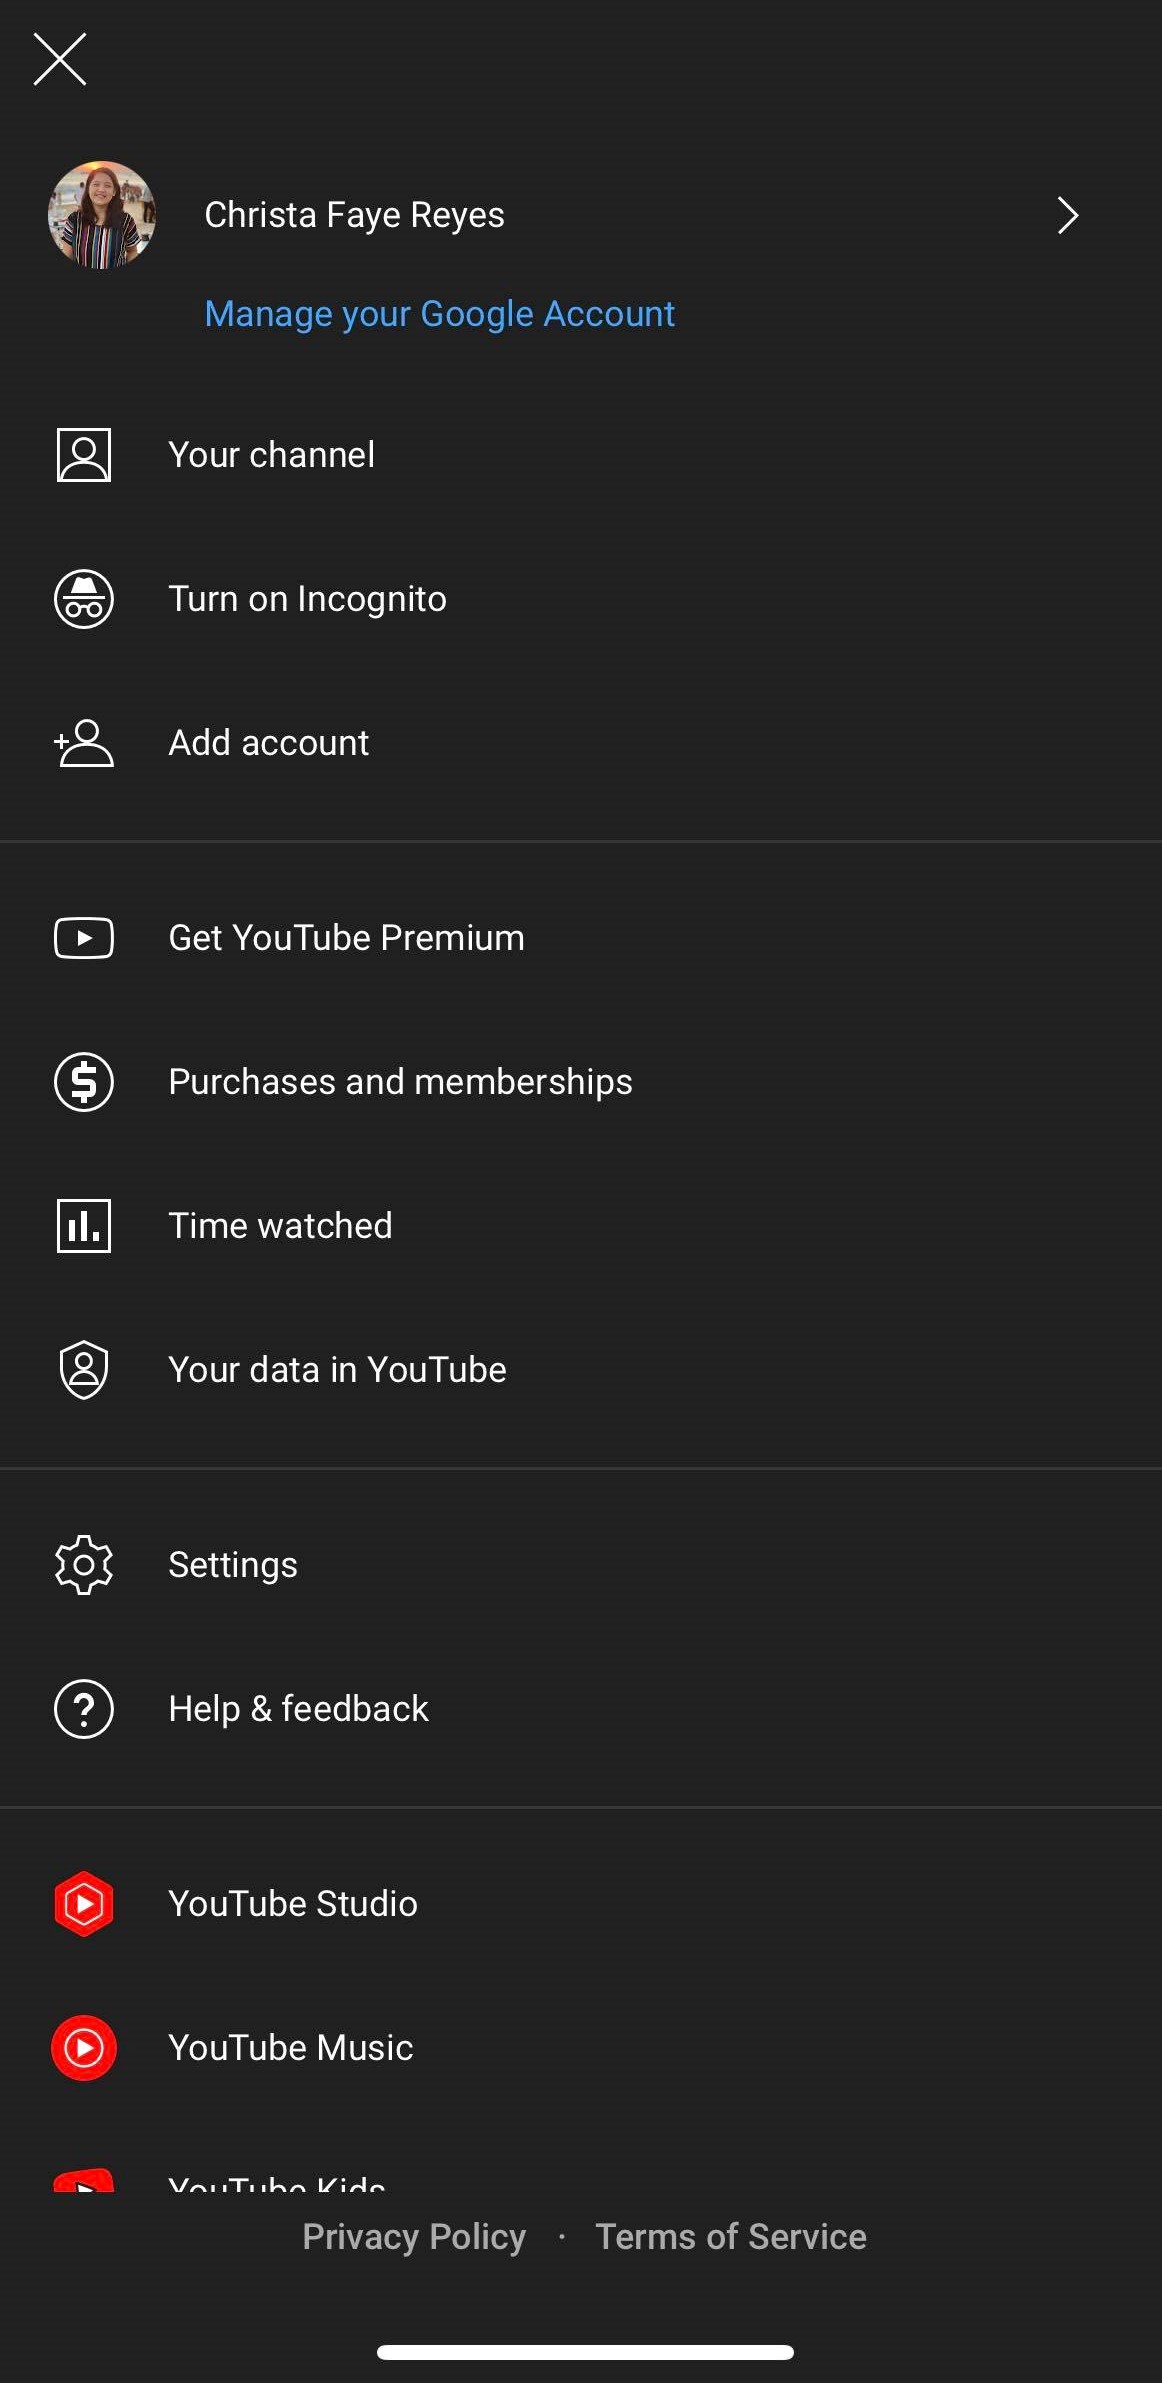 Christa Faye Reyes
Manage your Google Account
Your channel
Turn on Incognito
Add account
Get YouTube Premium
Purchases and memberships
Time watched
Your data in YouTube
Settings
Help & feedback
YouTube Studio
YouTube Music
YouTube Kids
Privacy Policy · Terms of Service